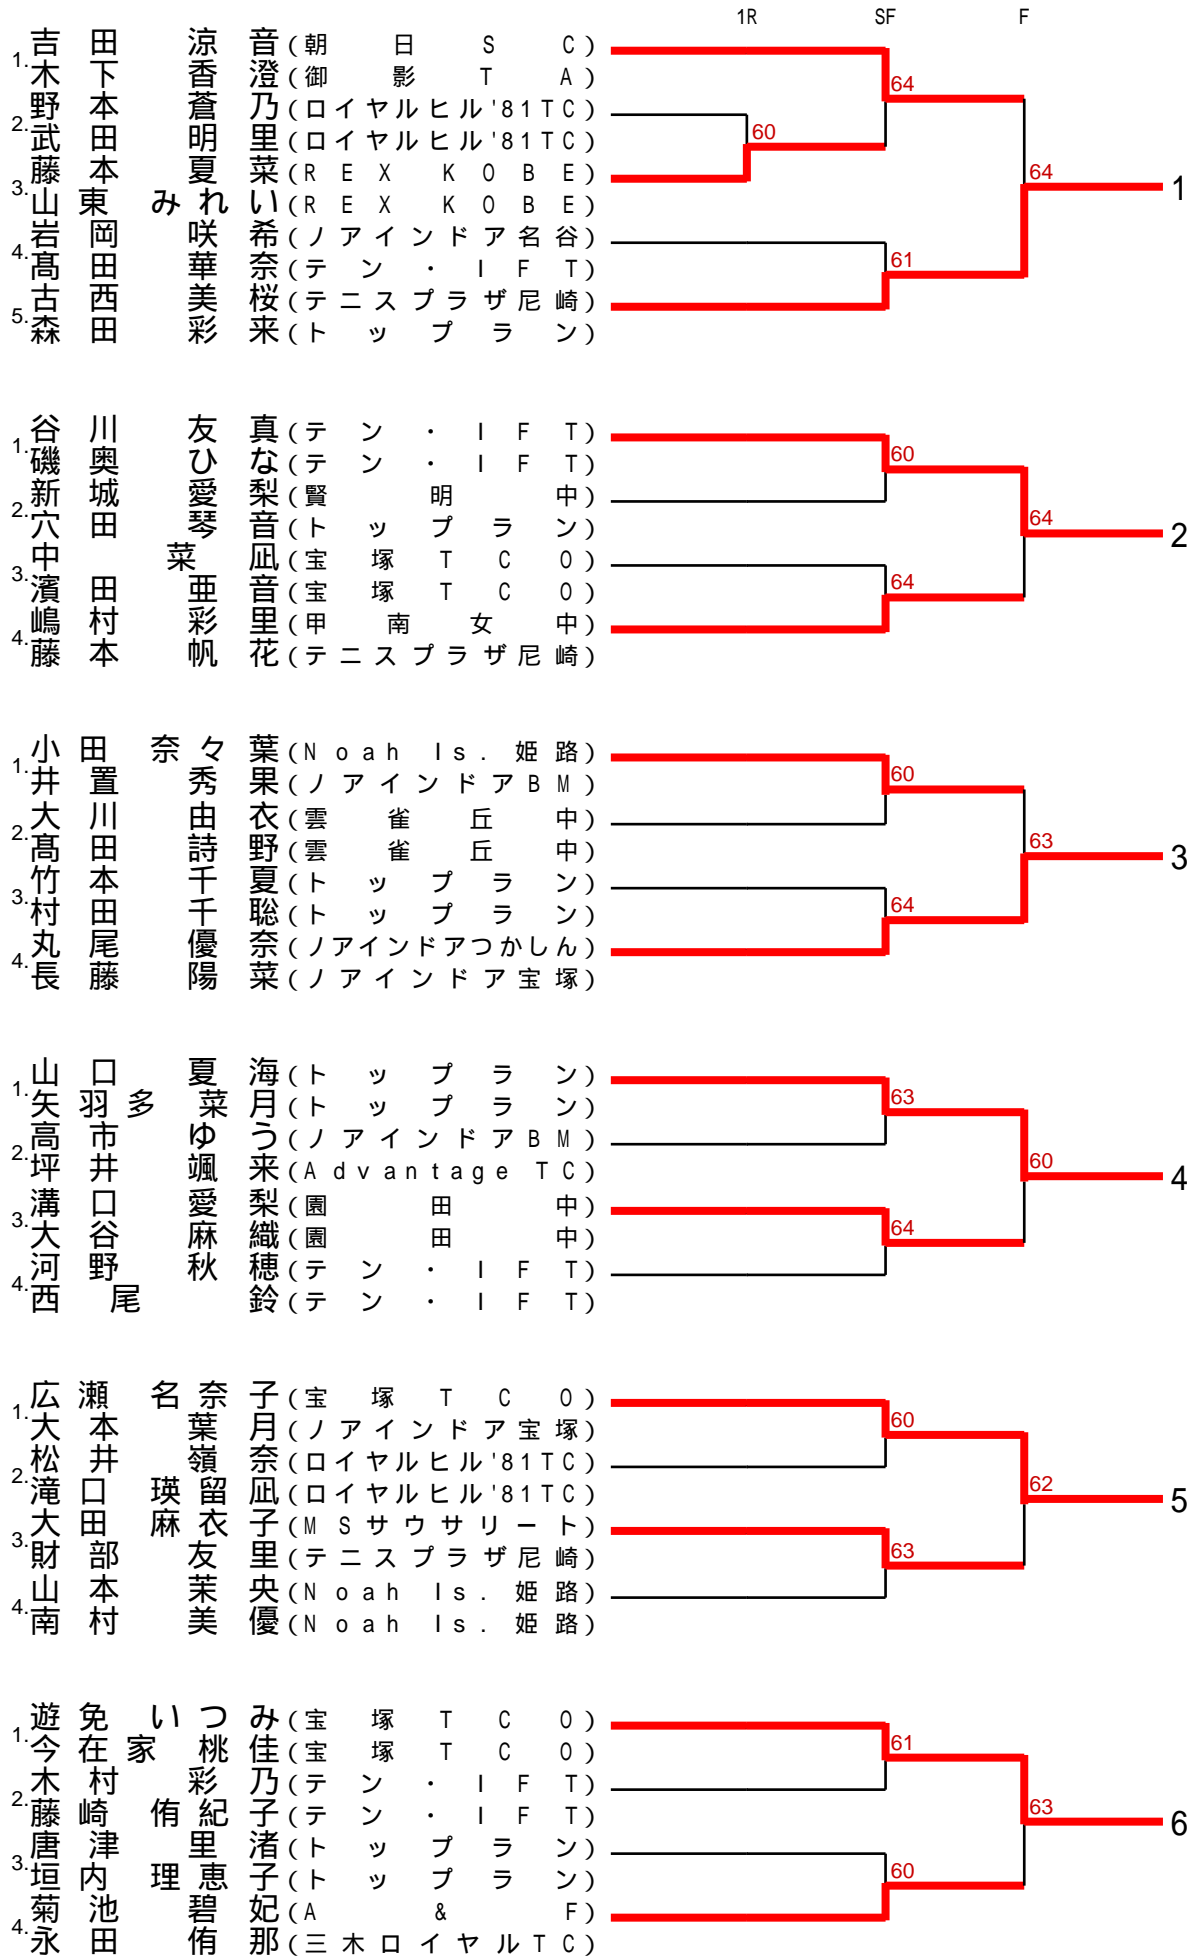 1R SF F
1. 吉田 涼音 (朝日SC)
木下 香澄 (御影TA)
2. 野本 蒼乃 (ロイヤルヒル'81TC)
武田 明里 (ロイヤルヒル'81TC)
3. 藤本 夏菜 (REX KOBE)
山東 みれい (REX KOBE)
4. 岩岡 咲希 (ノアインドア名谷)
髙田 華奈 (テン・IFT)
5. 古西 美桜 (テニスプラザ尼崎)
森田 彩来 (トップラン)
64
60
64
61
1
1. 谷川 友真 (テン・IFT)
磯奥 ひな (テン・IFT)
2. 新城 愛梨 (賢明中)
穴田 琴音 (トップラン)
3. 中 菜凪 (宝塚TCO)
濱田 亜音 (宝塚TCO)
4. 嶋村 彩里 (甲南女中)
藤本 帆花 (テニスプラザ尼崎)
60
64
64
2
1. 小田 奈々葉 (Noah Is. 姫路)
井置 秀果 (ノアインドアBM)
2. 大川 由衣 (雲雀丘中)
髙田 詩野 (雲雀丘中)
3. 竹本 千夏 (トップラン)
村田 千聡 (トップラン)
4. 丸尾 優奈 (ノアインドアつかしん)
長藤 陽菜 (ノアインドア宝塚)
60
63
64
3
1. 山口 夏海 (トップラン)
矢羽多 菜月 (トップラン)
2. 高市 ゆう (ノアインドアBM)
坪井 颯来 (Advantage TC)
3. 溝口 愛梨 (園田中)
大谷 麻織 (園田中)
4. 河野 秋穂 (テン・IFT)
西尾 鈴 (テン・IFT)
63
60
64
4
1. 広瀬 名奈子 (宝塚TCO)
大本 葉月 (ノアインドア宝塚)
2. 松井 嶺奈 (ロイヤルヒル'81TC)
滝口 瑛留凪 (ロイヤルヒル'81TC)
3. 大田 麻衣子 (MSサウサリート)
財部 友里 (テニスプラザ尼崎)
4. 山本 茉央 (Noah Is. 姫路)
南村 美優 (Noah Is. 姫路)
60
62
63
5
1. 遊免 いつみ (宝塚TCO)
今在家 桃佳 (宝塚TCO)
2. 木村 彩乃 (テン・IFT)
藤崎 侑紀子 (テン・IFT)
3. 唐津 里渚 (トップラン)
垣内 理恵子 (トップラン)
4. 菊池 碧妃 (A&F)
永田 侑那 (三木ロイヤルTC)
61
63
60
6